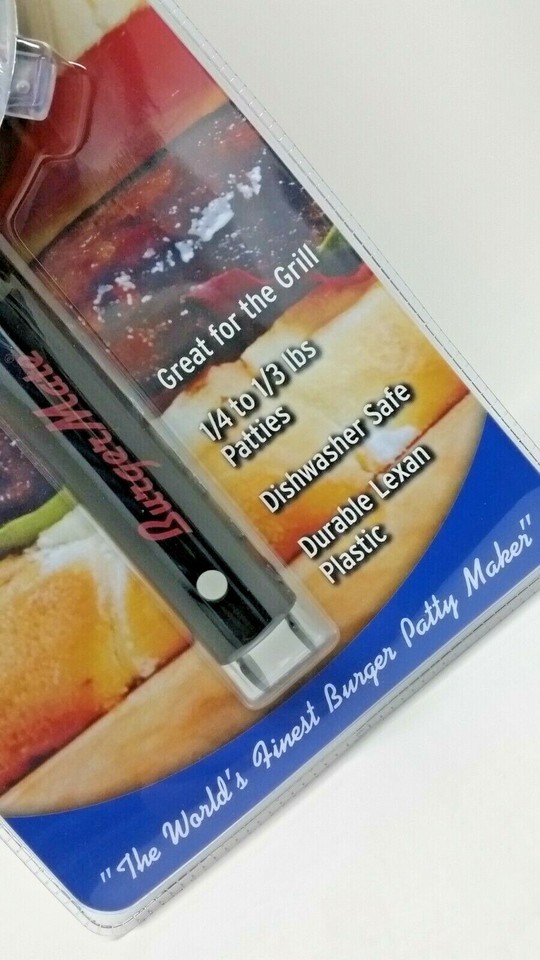 Great for the Grill
1/4 to 1/3 lbs
Patties
Dishwasher Safe
Durable Lexan
Plastic
BurgerMate
"The World's Finest Burger Patty Maker"